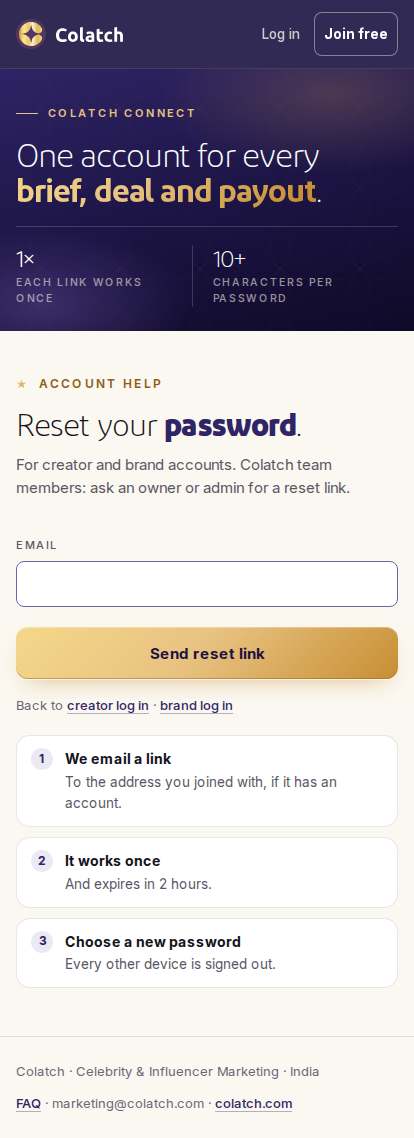 Colatch
Log in
Join free
COLATCH CONNECT
One account for every
brief, deal and payout.
1×
EACH LINK WORKS
ONCE
10+
CHARACTERS PER
PASSWORD
★ ACCOUNT HELP
Reset your password.
For creator and brand accounts. Colatch team
members: ask an owner or admin for a reset link.
EMAIL
Send reset link
Back to creator log in · brand log in
1 We email a link
To the address you joined with, if it has an
account.
2 It works once
And expires in 2 hours.
3 Choose a new password
Every other device is signed out.
Colatch · Celebrity & Influencer Marketing · India
FAQ · marketing@colatch.com · colatch.com